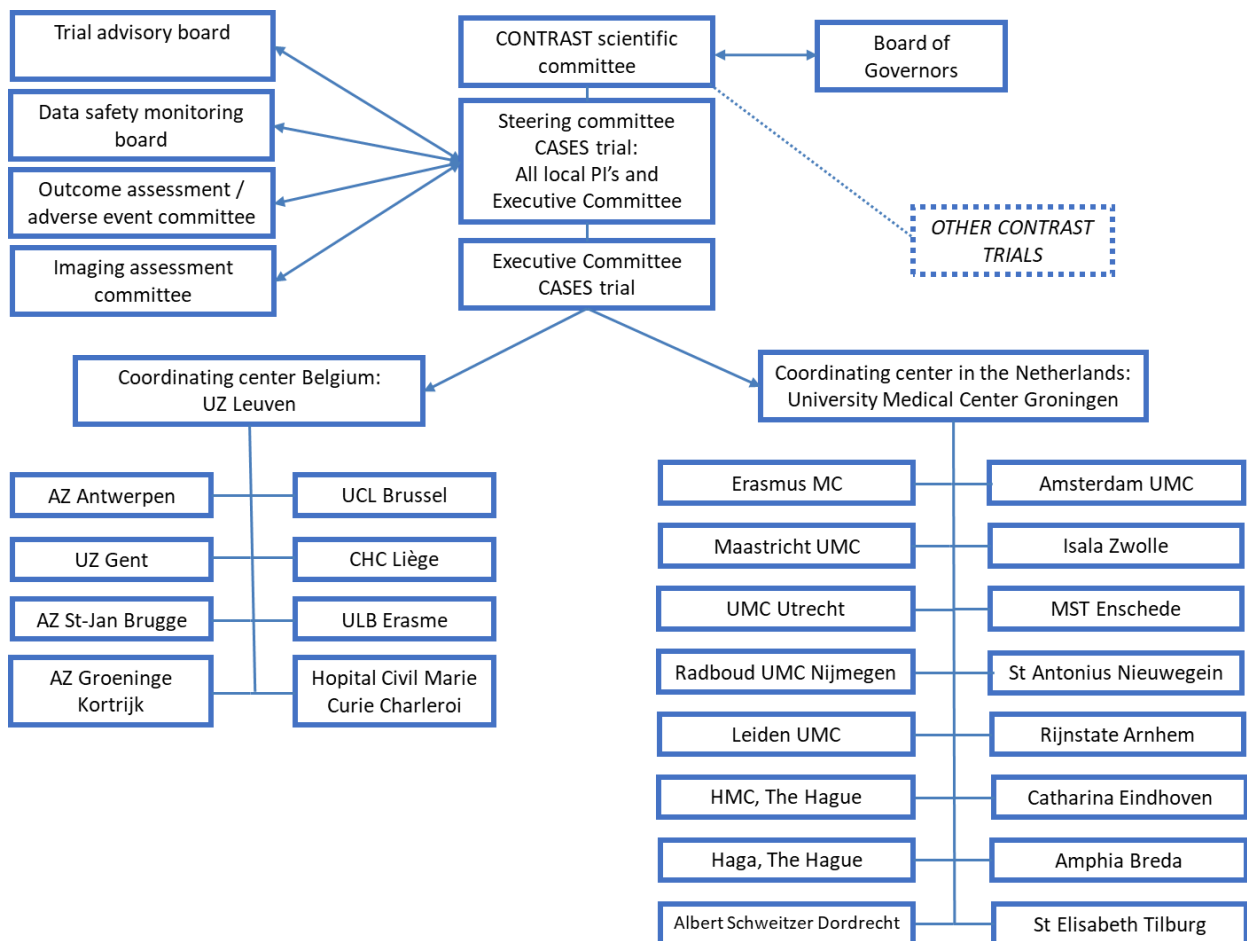 Trial advisory board
CONTRAST scientific
committee
Board of
Governors
Data safety monitoring
board
Steering committee
CASES trial:
All local PI's and
Executive Committee
Outcome assessment /
adverse event committee
OTHER CONTRAST
TRIALS
Imaging assessment
committee
Executive Committee
CASES trial
Coordinating center Belgium:
UZ Leuven
Coordinating center in the Netherlands:
University Medical Center Groningen
AZ Antwerpen
UCL Brussel
UZ Gent
CHC Liège
AZ St-Jan Brugge
ULB Erasme
AZ Groeninge
Kortrijk
Hopital Civil Marie
Curie Charleroi
Erasmus MC
Amsterdam UMC
Maastricht UMC
Isala Zwolle
UMC Utrecht
MST Enschede
Radboud UMC Nijmegen
St Antonius Nieuwegein
Leiden UMC
Rijnstate Arnhem
HMC, The Hague
Catharina Eindhoven
Haga, The Hague
Amphia Breda
Albert Schweitzer Dordrecht
St Elisabeth Tilburg